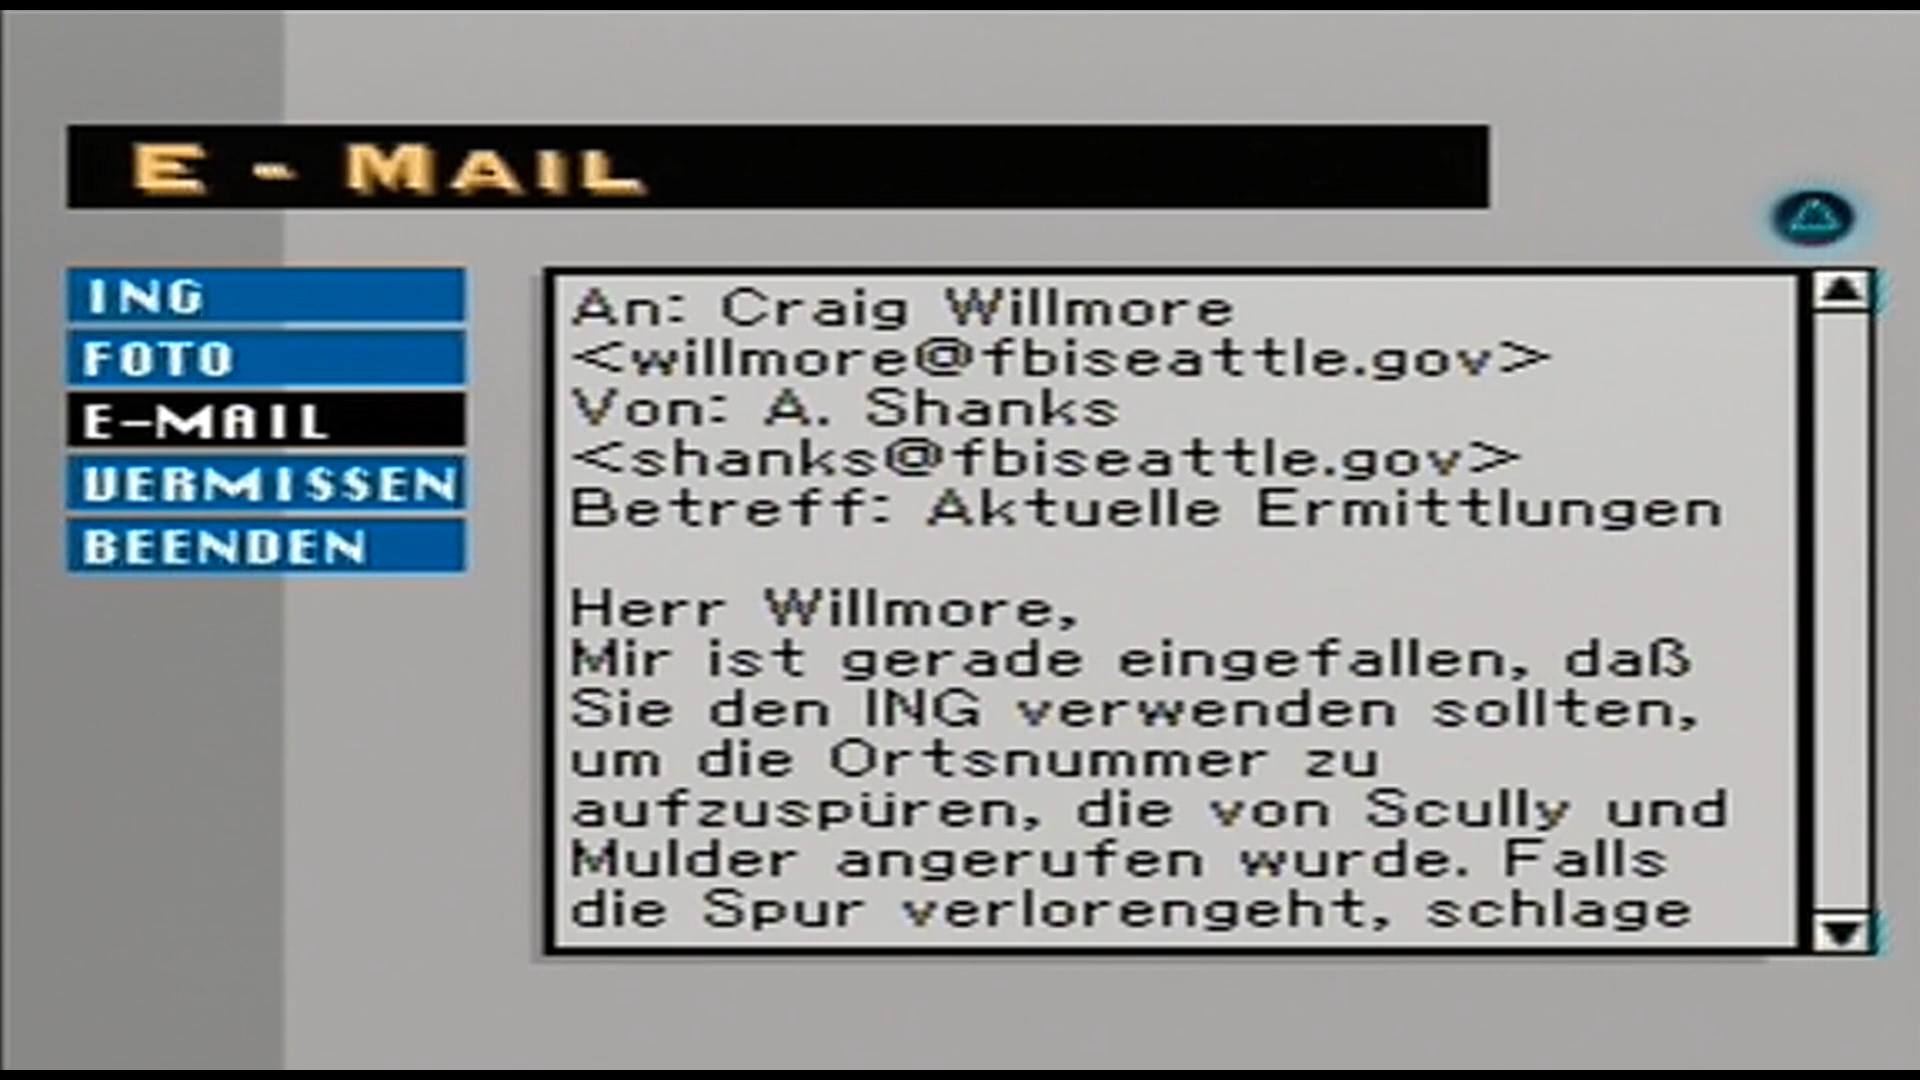 E - MAIL
ING
FOTO
E-MAIL
VERMISSEN
BEENDEN
An: Craig Willmore
<willmore@fbiseattle.gov>
Von: A. Shanks
<shanks@fbiseattle.gov>
Betreff: Aktuelle Ermittlungen
Herr Willmore,
Mir ist gerade eingefallen, daß
Sie den ING verwenden sollten,
um die Ortsnummer zu
aufzuspüren, die von Scully und
Mulder angerufen wurde. Falls
die Spur verlorengeht, schlage